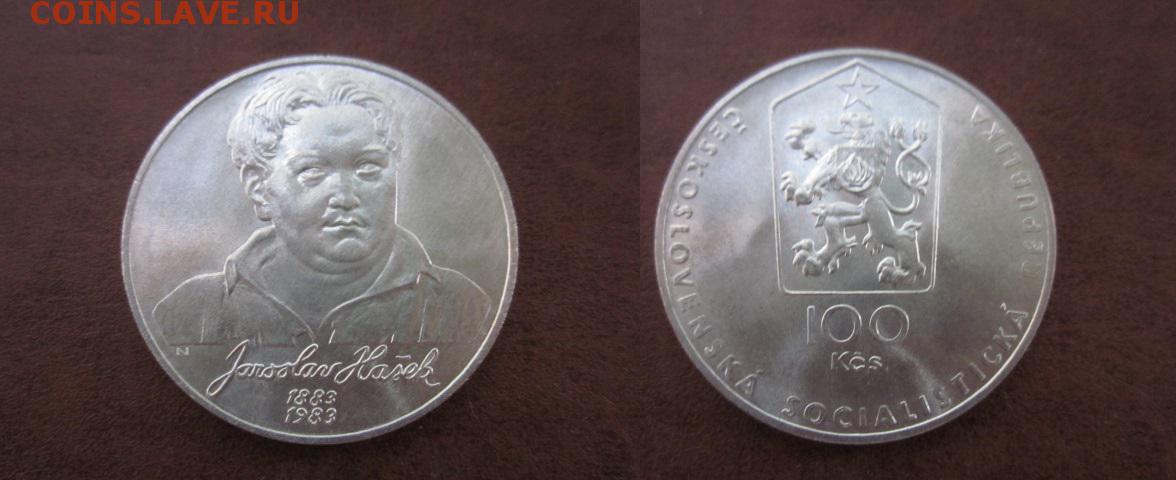 COINS.LAVE.RU
N
Jaroslav Hašek
1883
1983
ČESKOSLOVENSKÁ SOCIALISTICKÁ REPUBLIKA
100
Kčs